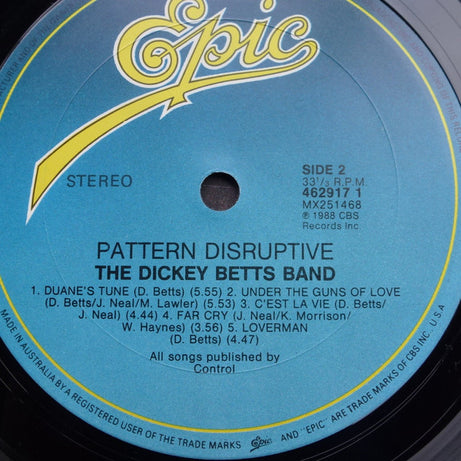 Epic
STEREO
SIDE 2
33⅓ R.P.M.
462917 1
MX251468
℗ 1988 CBS
Records Inc.
PATTERN DISRUPTIVE
THE DICKEY BETTS BAND
1. DUANE'S TUNE (D. Betts) (5.55) 2. UNDER THE GUNS OF LOVE
(D. Betts/J. Neal/M. Lawler) (5.53) 3. C'EST LA VIE (D. Betts/
J. Neal) (4.44) 4. FAR CRY (J. Neal/K. Morrison/
W. Haynes) (3.56) 5. LOVERMAN
(D. Betts) (4.47)
All songs published by
Control
MADE IN AUSTRALIA BY A REGISTERED USER OF THE TRADE MARKS Epic AND "EPIC" ARE TRADE MARKS OF CBS INC. U.S.A